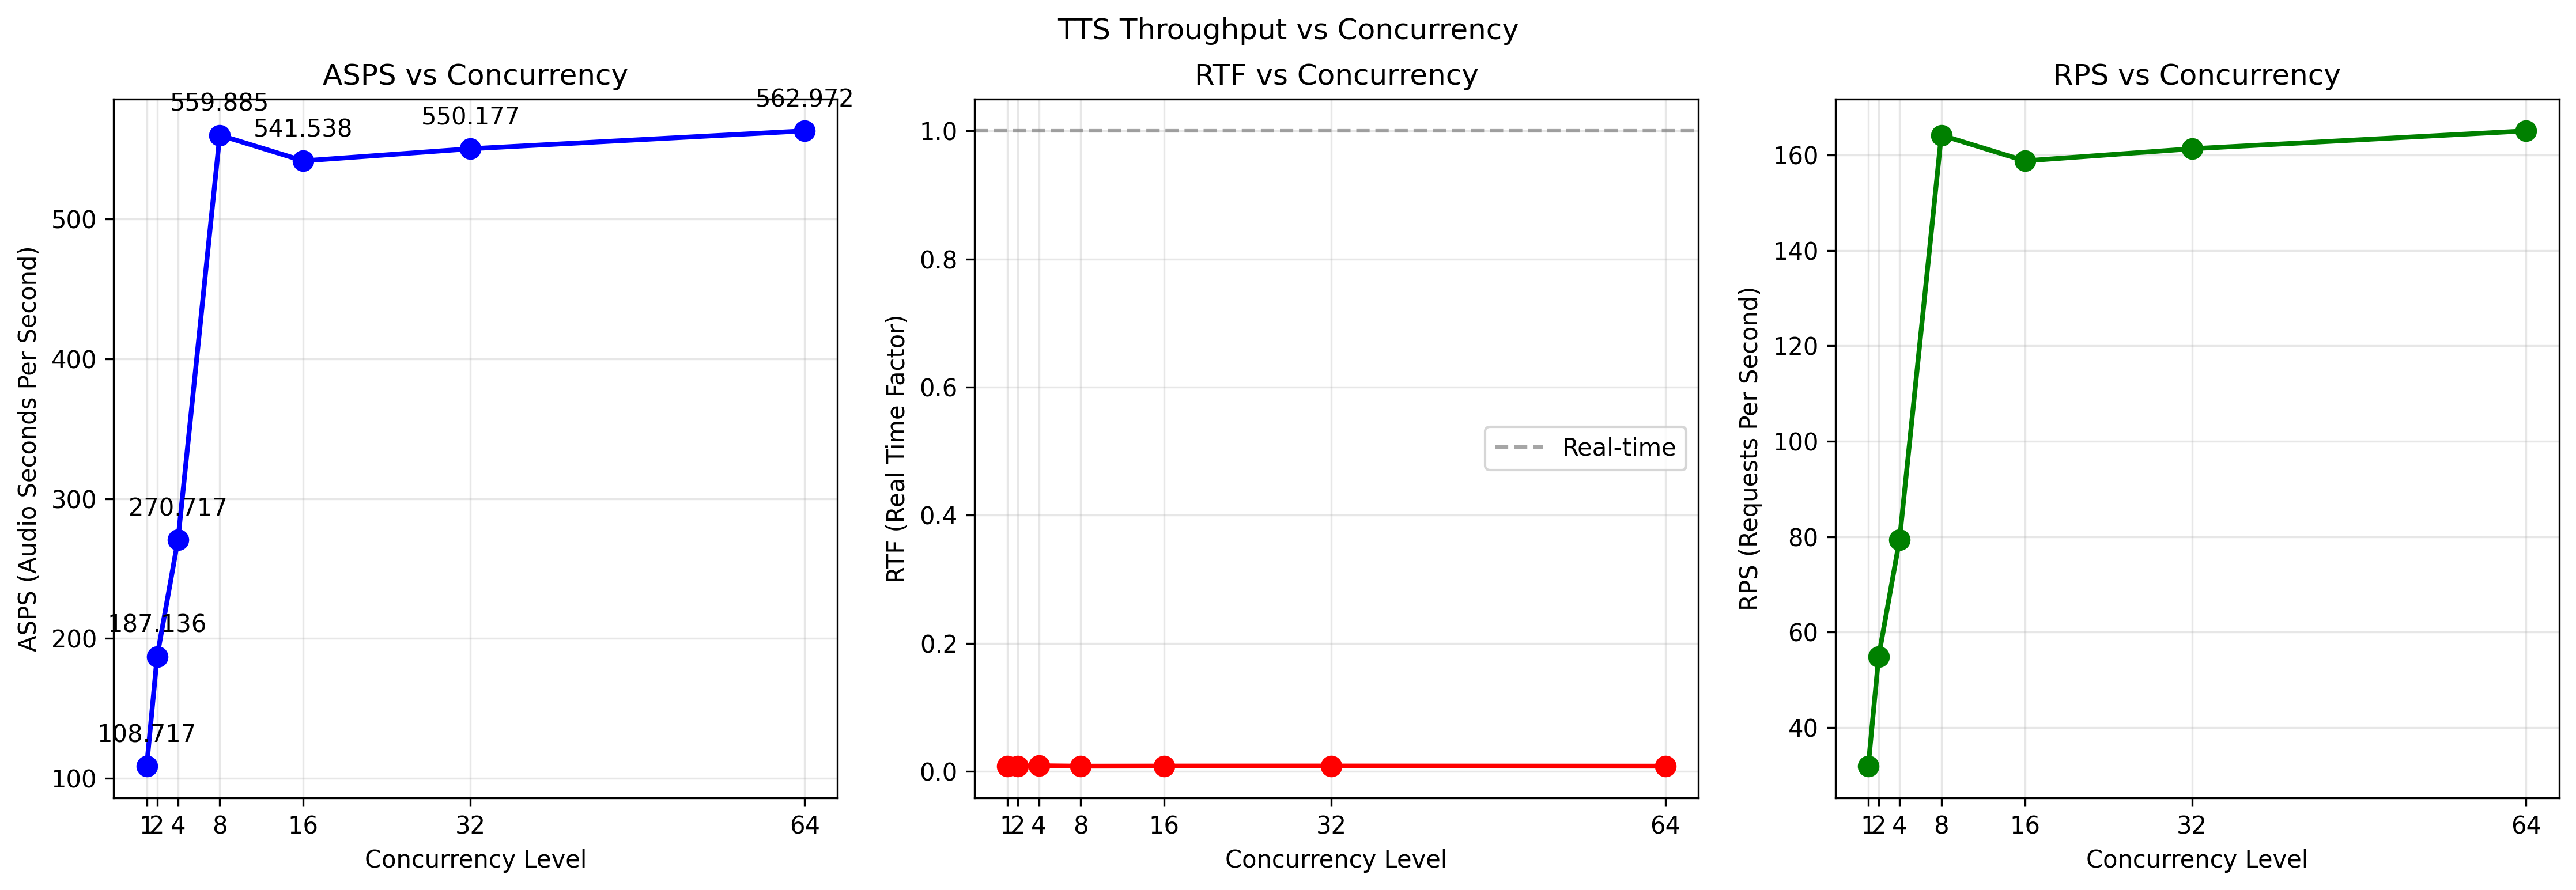 TTS Throughput vs Concurrency
ASPS vs Concurrency
559.885
541.538
550.177
562.972
270.717
187.136
108.717
500
400
300
200
100
ASPS (Audio Seconds Per Second)
1 2 4 8 16 32 64
Concurrency Level
RTF vs Concurrency
1.0
0.8
0.6
0.4
0.2
0.0
RTF (Real Time Factor)
Real-time
1 2 4 8 16 32 64
Concurrency Level
RPS vs Concurrency
160
140
120
100
80
60
40
RPS (Requests Per Second)
1 2 4 8 16 32 64
Concurrency Level